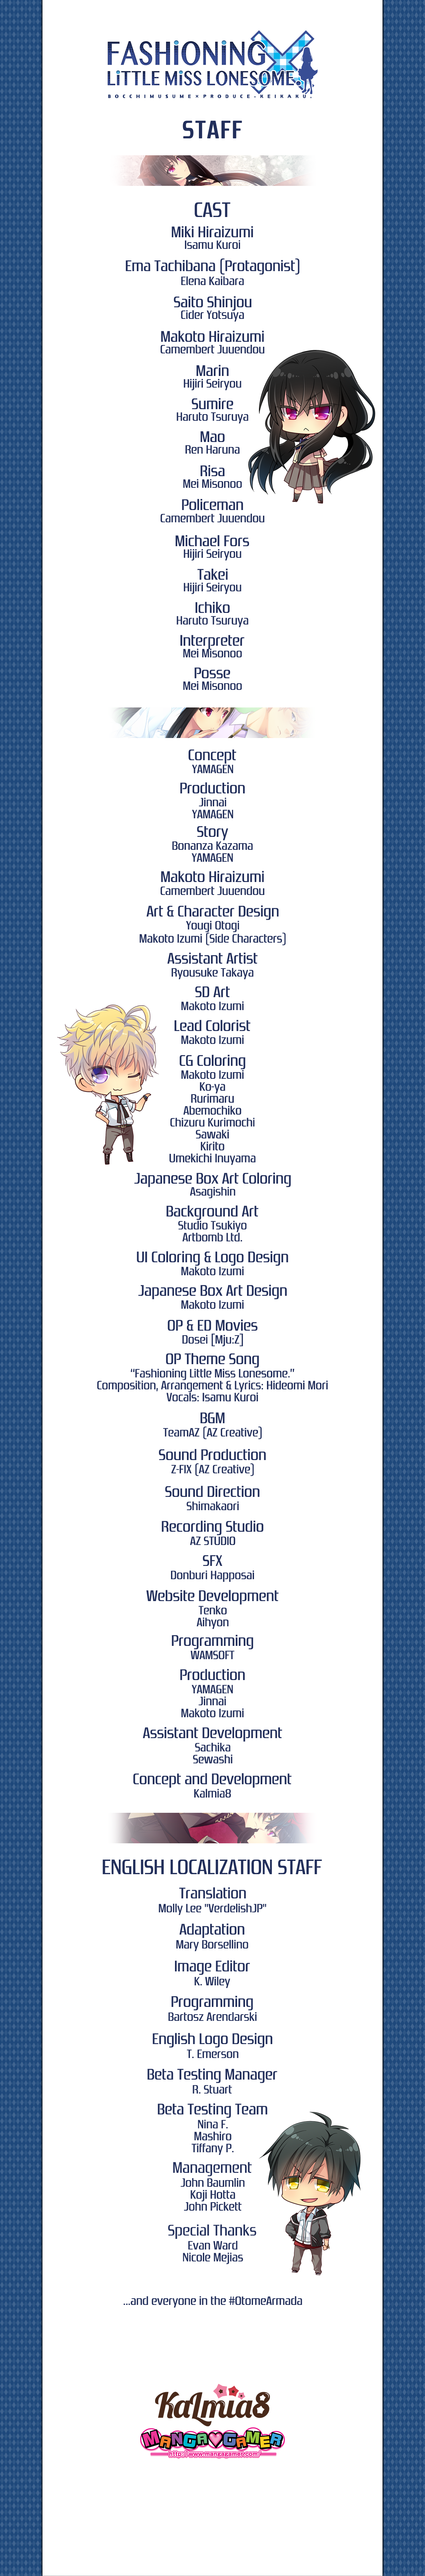 FASHIONING
LITTLE MISS LONESOME
BOCCHIMUSUME×PRODUCE-KEIKAKU.
STAFF
CAST
Miki Hiraizumi
Isamu Kuroi
Ema Tachibana (Protagonist)
Elena Kaibara
Saito Shinjou
Cider Yotsuya
Makoto Hiraizumi
Camembert Juuendou
Marin
Hijiri Seiryou
Sumire
Haruto Tsuruya
Mao
Ren Haruna
Risa
Mei Misonoo
Policeman
Camembert Juuendou
Michael Fors
Hijiri Seiryou
Takei
Hijiri Seiryou
Ichiko
Haruto Tsuruya
Interpreter
Mei Misonoo
Posse
Mei Misonoo
Concept
YAMAGEN
Production
Jinnai
YAMAGEN
Story
Bonanza Kazama
YAMAGEN
Makoto Hiraizumi
Camembert Juuendou
Art & Character Design
Yougi Otogi
Makoto Izumi (Side Characters)
Assistant Artist
Ryousuke Takaya
SD Art
Makoto Izumi
Lead Colorist
Makoto Izumi
CG Coloring
Makoto Izumi
Ko-ya
Rurimaru
Abemochiko
Chizuru Kurimochi
Sawaki
Kirito
Umekichi Inuyama
Japanese Box Art Coloring
Asagishin
Background Art
Studio Tsukiyo
Artbomb Ltd.
UI Coloring & Logo Design
Makoto Izumi
Japanese Box Art Design
Makoto Izumi
OP & ED Movies
Dosei (Mju:Z)
OP Theme Song
"Fashioning Little Miss Lonesome."
Composition, Arrangement & Lyrics: Hideomi Mori
Vocals: Isamu Kuroi
BGM
TeamAZ (AZ Creative)
Sound Production
Z-FIX (AZ Creative)
Sound Direction
Shimakaori
Recording Studio
AZ STUDIO
SFX
Donburi Happosai
Website Development
Tenko
Aihyon
Programming
WAMSOFT
Production
YAMAGEN
Jinnai
Makoto Izumi
Assistant Development
Sachika
Sewashi
Concept and Development
Kalmia8
ENGLISH LOCALIZATION STAFF
Translation
Molly Lee "VerdelishJP"
Adaptation
Mary Borsellino
Image Editor
K. Wiley
Programming
Bartosz Arendarski
English Logo Design
T. Emerson
Beta Testing Manager
R. Stuart
Beta Testing Team
Nina F.
Mashiro
Tiffany P.
Management
John Baumlin
Koji Hotta
John Pickett
Special Thanks
Evan Ward
Nicole Mejias
...and everyone in the #OtomeArmada
Kalmia8
MANGAGAMER
http://www.mangagamer.com